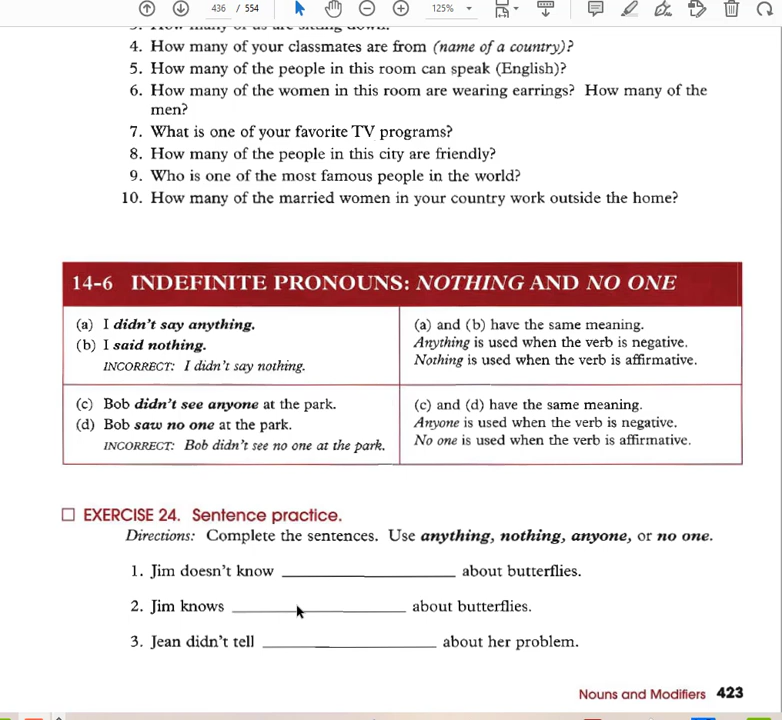 436 / 554
125%
3. How many of us are sitting down?
4. How many of your classmates are from (name of a country)?
5. How many of the people in this room can speak (English)?
6. How many of the women in this room are wearing earrings? How many of the
men?
7. What is one of your favorite TV programs?
8. How many of the people in this city are friendly?
9. Who is one of the most famous people in the world?
10. How many of the married women in your country work outside the home?
14-6 INDEFINITE PRONOUNS: NOTHING AND NO ONE
(a) I didn't say anything.
(b) I said nothing.
INCORRECT: I didn't say nothing.
(a) and (b) have the same meaning.
Anything is used when the verb is negative.
Nothing is used when the verb is affirmative.
(c) Bob didn't see anyone at the park.
(d) Bob saw no one at the park.
INCORRECT: Bob didn't see no one at the park.
(c) and (d) have the same meaning.
Anyone is used when the verb is negative.
No one is used when the verb is affirmative.
EXERCISE 24. Sentence practice.
Directions: Complete the sentences. Use anything, nothing, anyone, or no one.
1. Jim doesn't know ____________ about butterflies.
2. Jim knows ____________ about butterflies.
3. Jean didn't tell ____________ about her problem.
Nouns and Modifiers 423